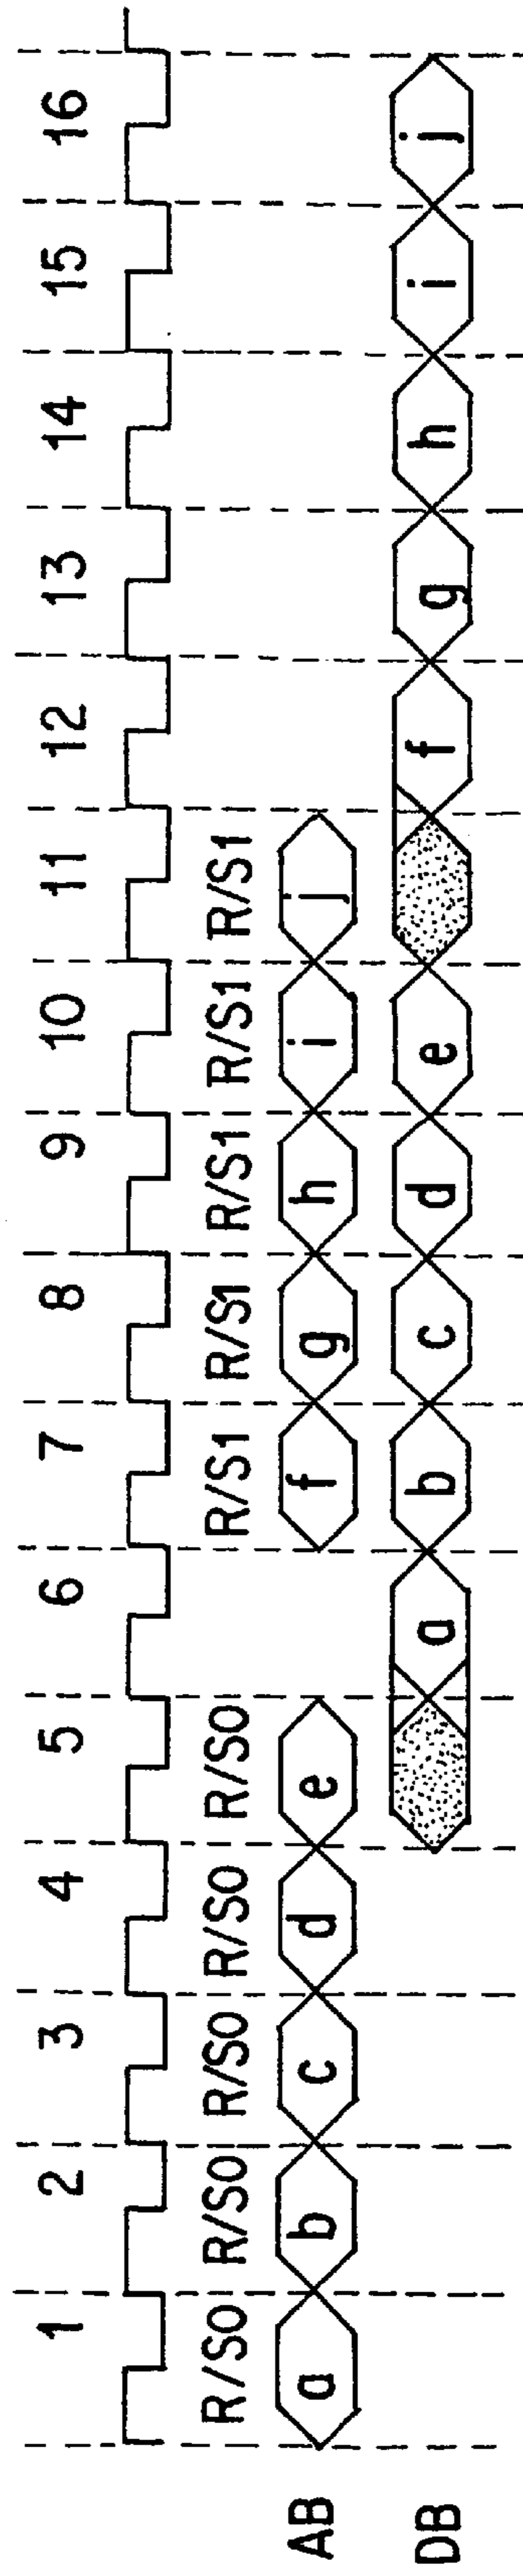 1 2 3 4 5 6 7 8 9 10 11 12 13 14 15 16
R/S0 R/S0 R/S0 R/S0 R/S0 R/S1 R/S1 R/S1 R/S1 R/S1
AB a b c d e f g h i j
DB a b c d e f g h i j